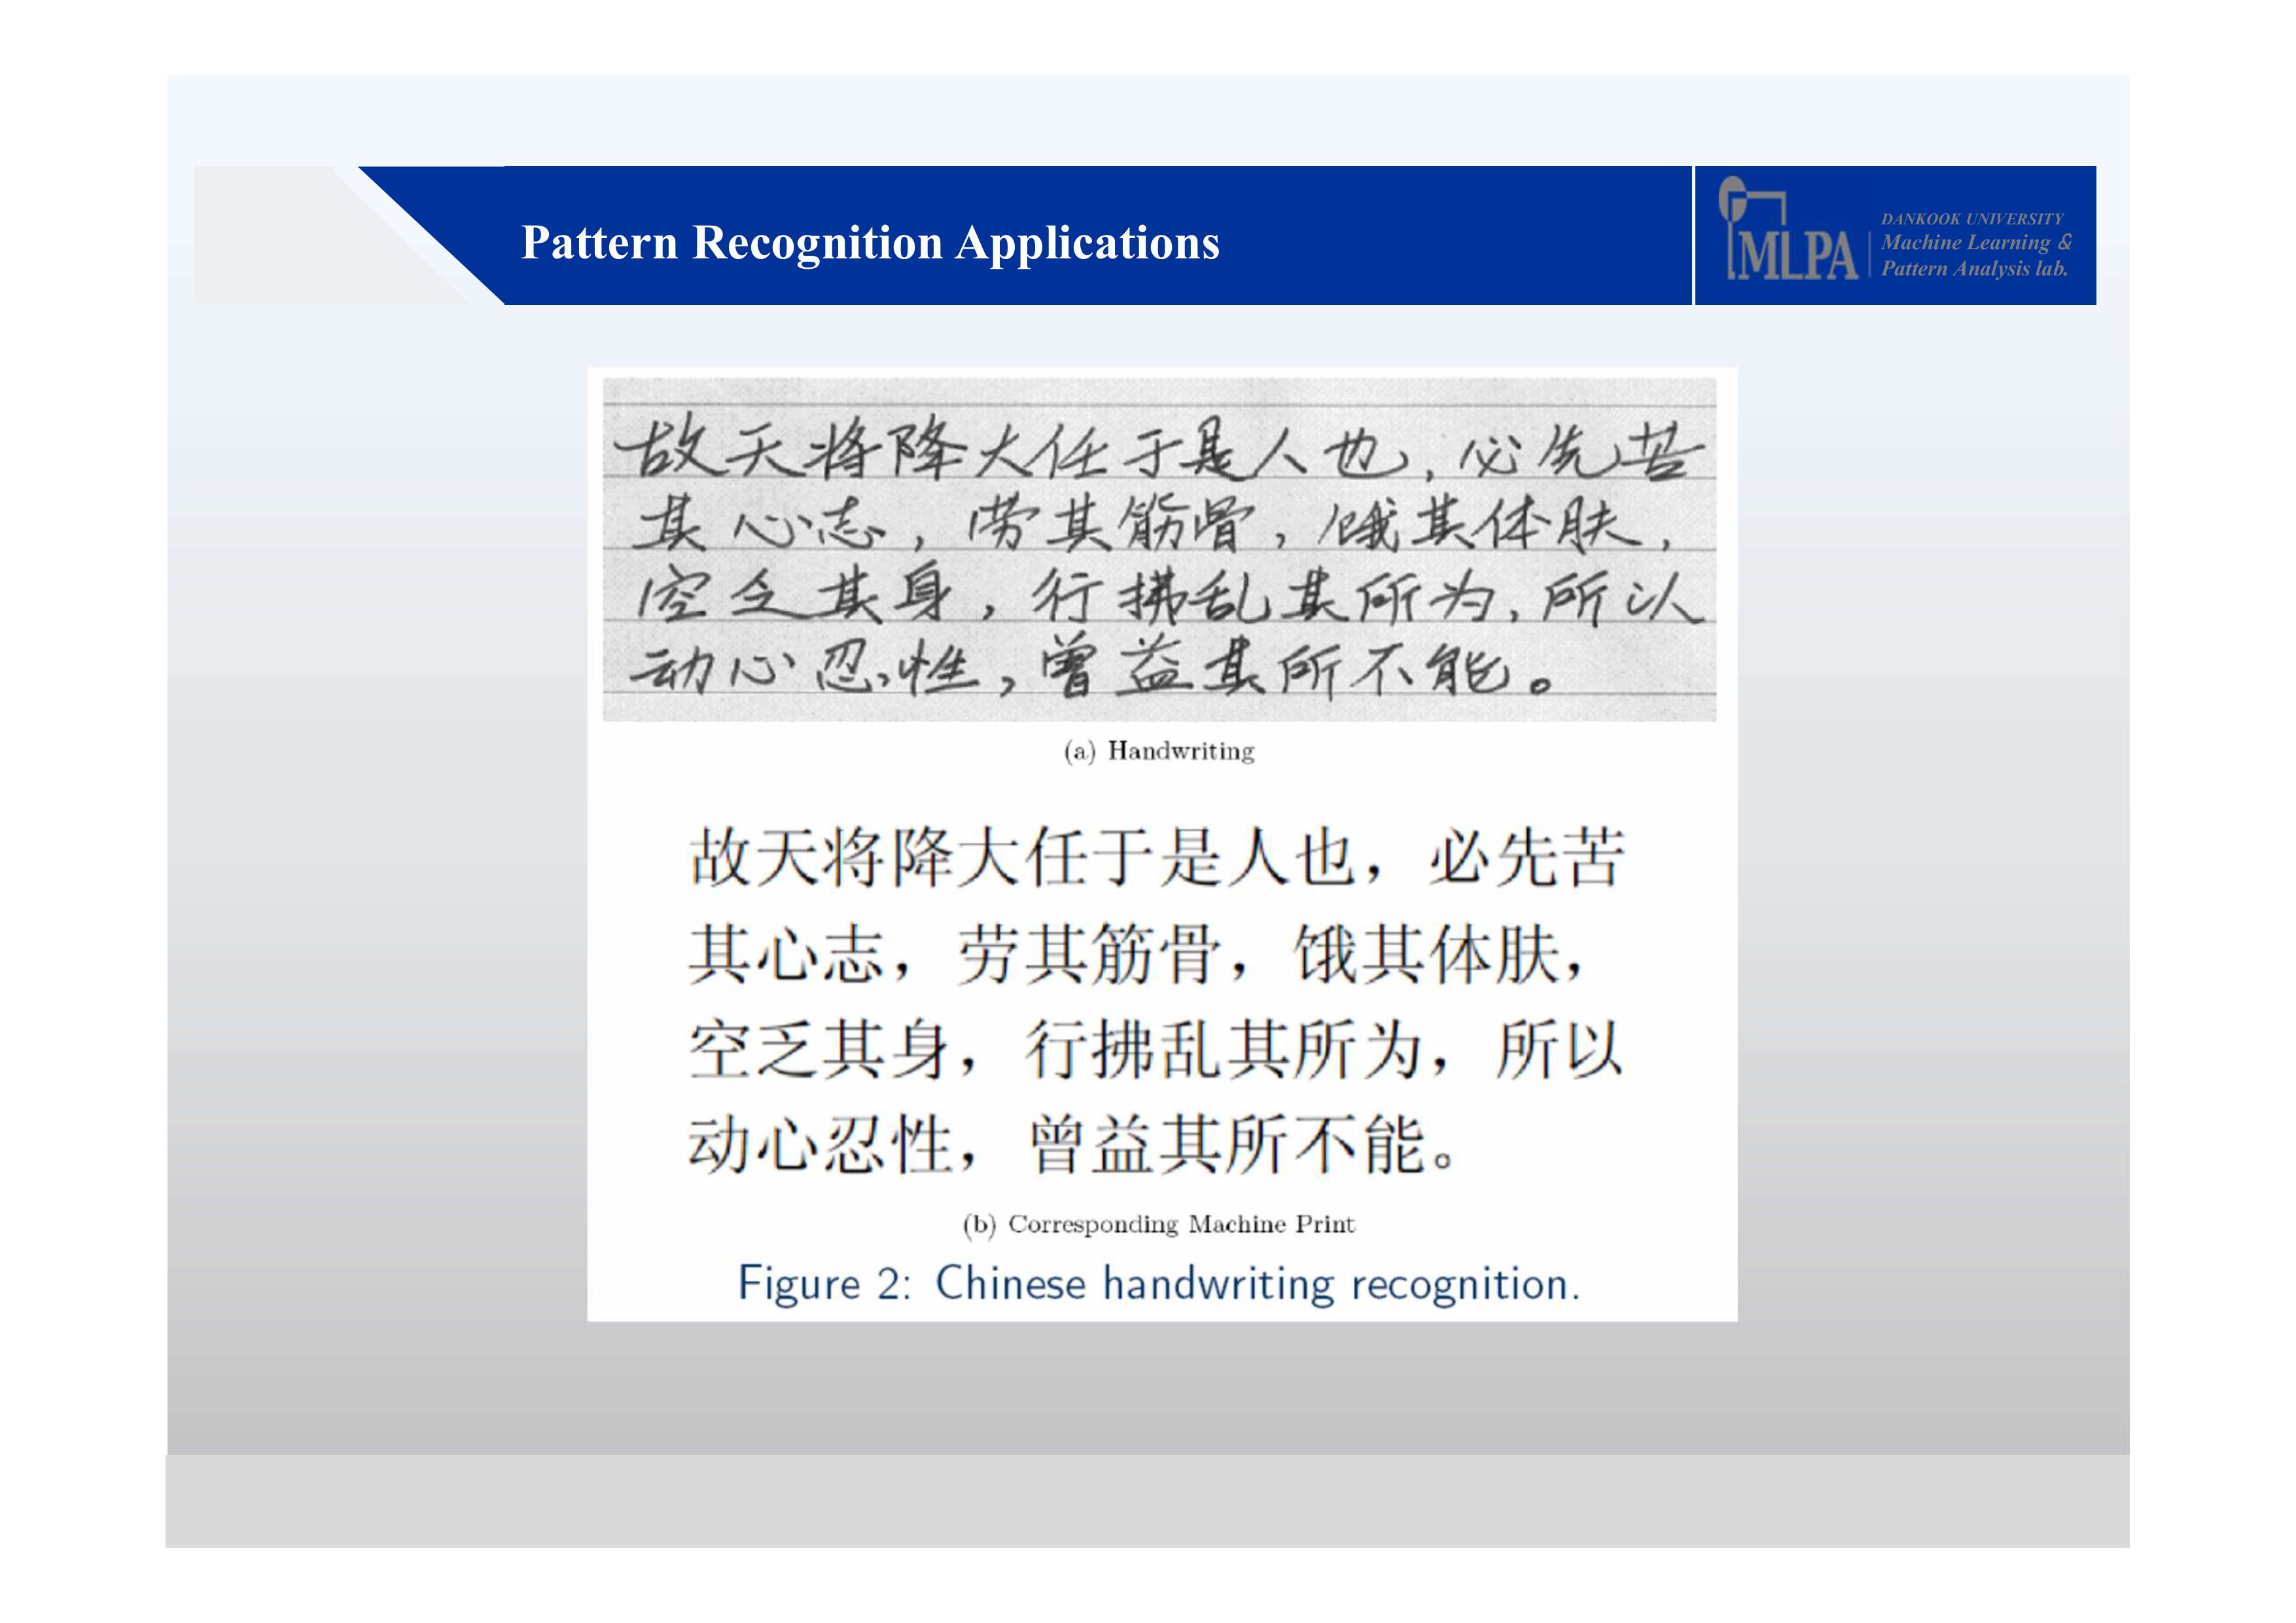 Pattern Recognition Applications
MLPA
DANKOOK UNIVERSITY
Machine Learning &
Pattern Analysis lab.
故天将降大任于是人也，必先苦
其心志，劳其筋骨，饿其体肤，
空乏其身，行拂乱其所为，所以
动心忍性，曾益其所不能。
(a) Handwriting
故天将降大任于是人也，必先苦
其心志，劳其筋骨，饿其体肤，
空乏其身，行拂乱其所为，所以
动心忍性，曾益其所不能。
(b) Corresponding Machine Print
Figure 2: Chinese handwriting recognition.